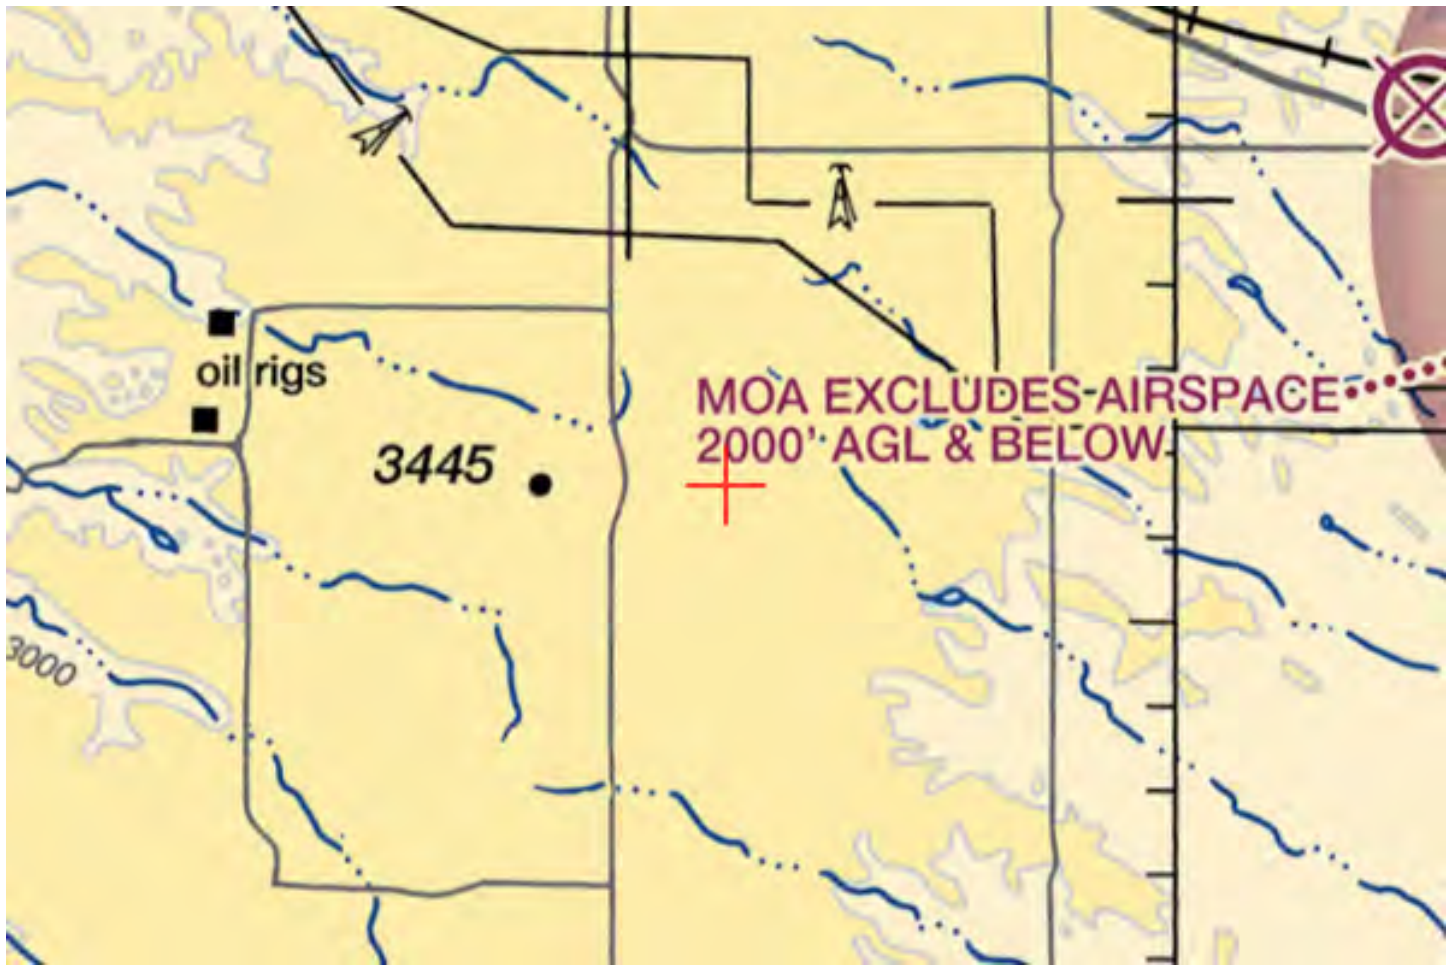 oil rigs
MOA EXCLUDES AIRSPACE
2000' AGL & BELOW
3445
3000